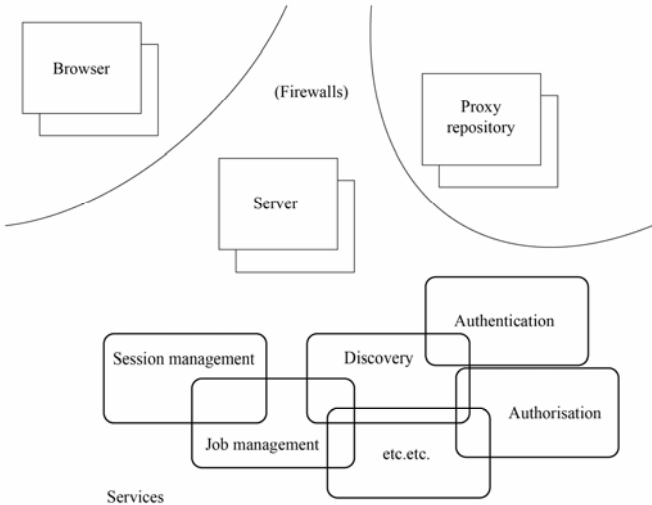 Browser
(Firewalls)
Proxy
repository
Server
Authentication
Session management
Discovery
Authorisation
Job management
etc.etc.
Services